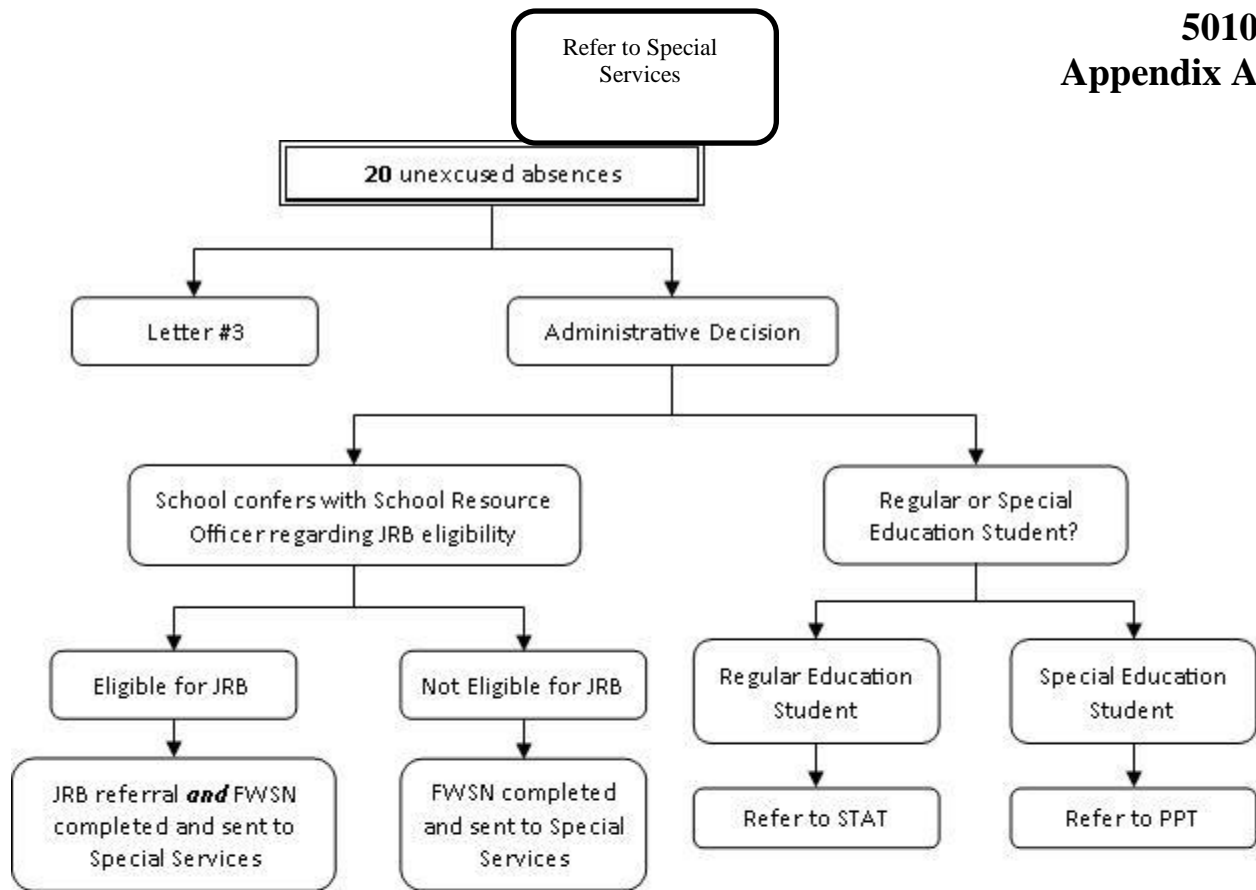 5010
Appendix A
Refer to Special
Services
20 unexcused absences
Letter #3
Administrative Decision
School confers with School Resource
Officer regarding JRB eligibility
Regular or Special
Education Student?
Eligible for JRB
Not Eligible for JRB
Regular Education
Student
Special Education
Student
JRB referral and FWSN
completed and sent to
Special Services
FWSN completed
and sent to Special
Services
Refer to STAT
Refer to PPT